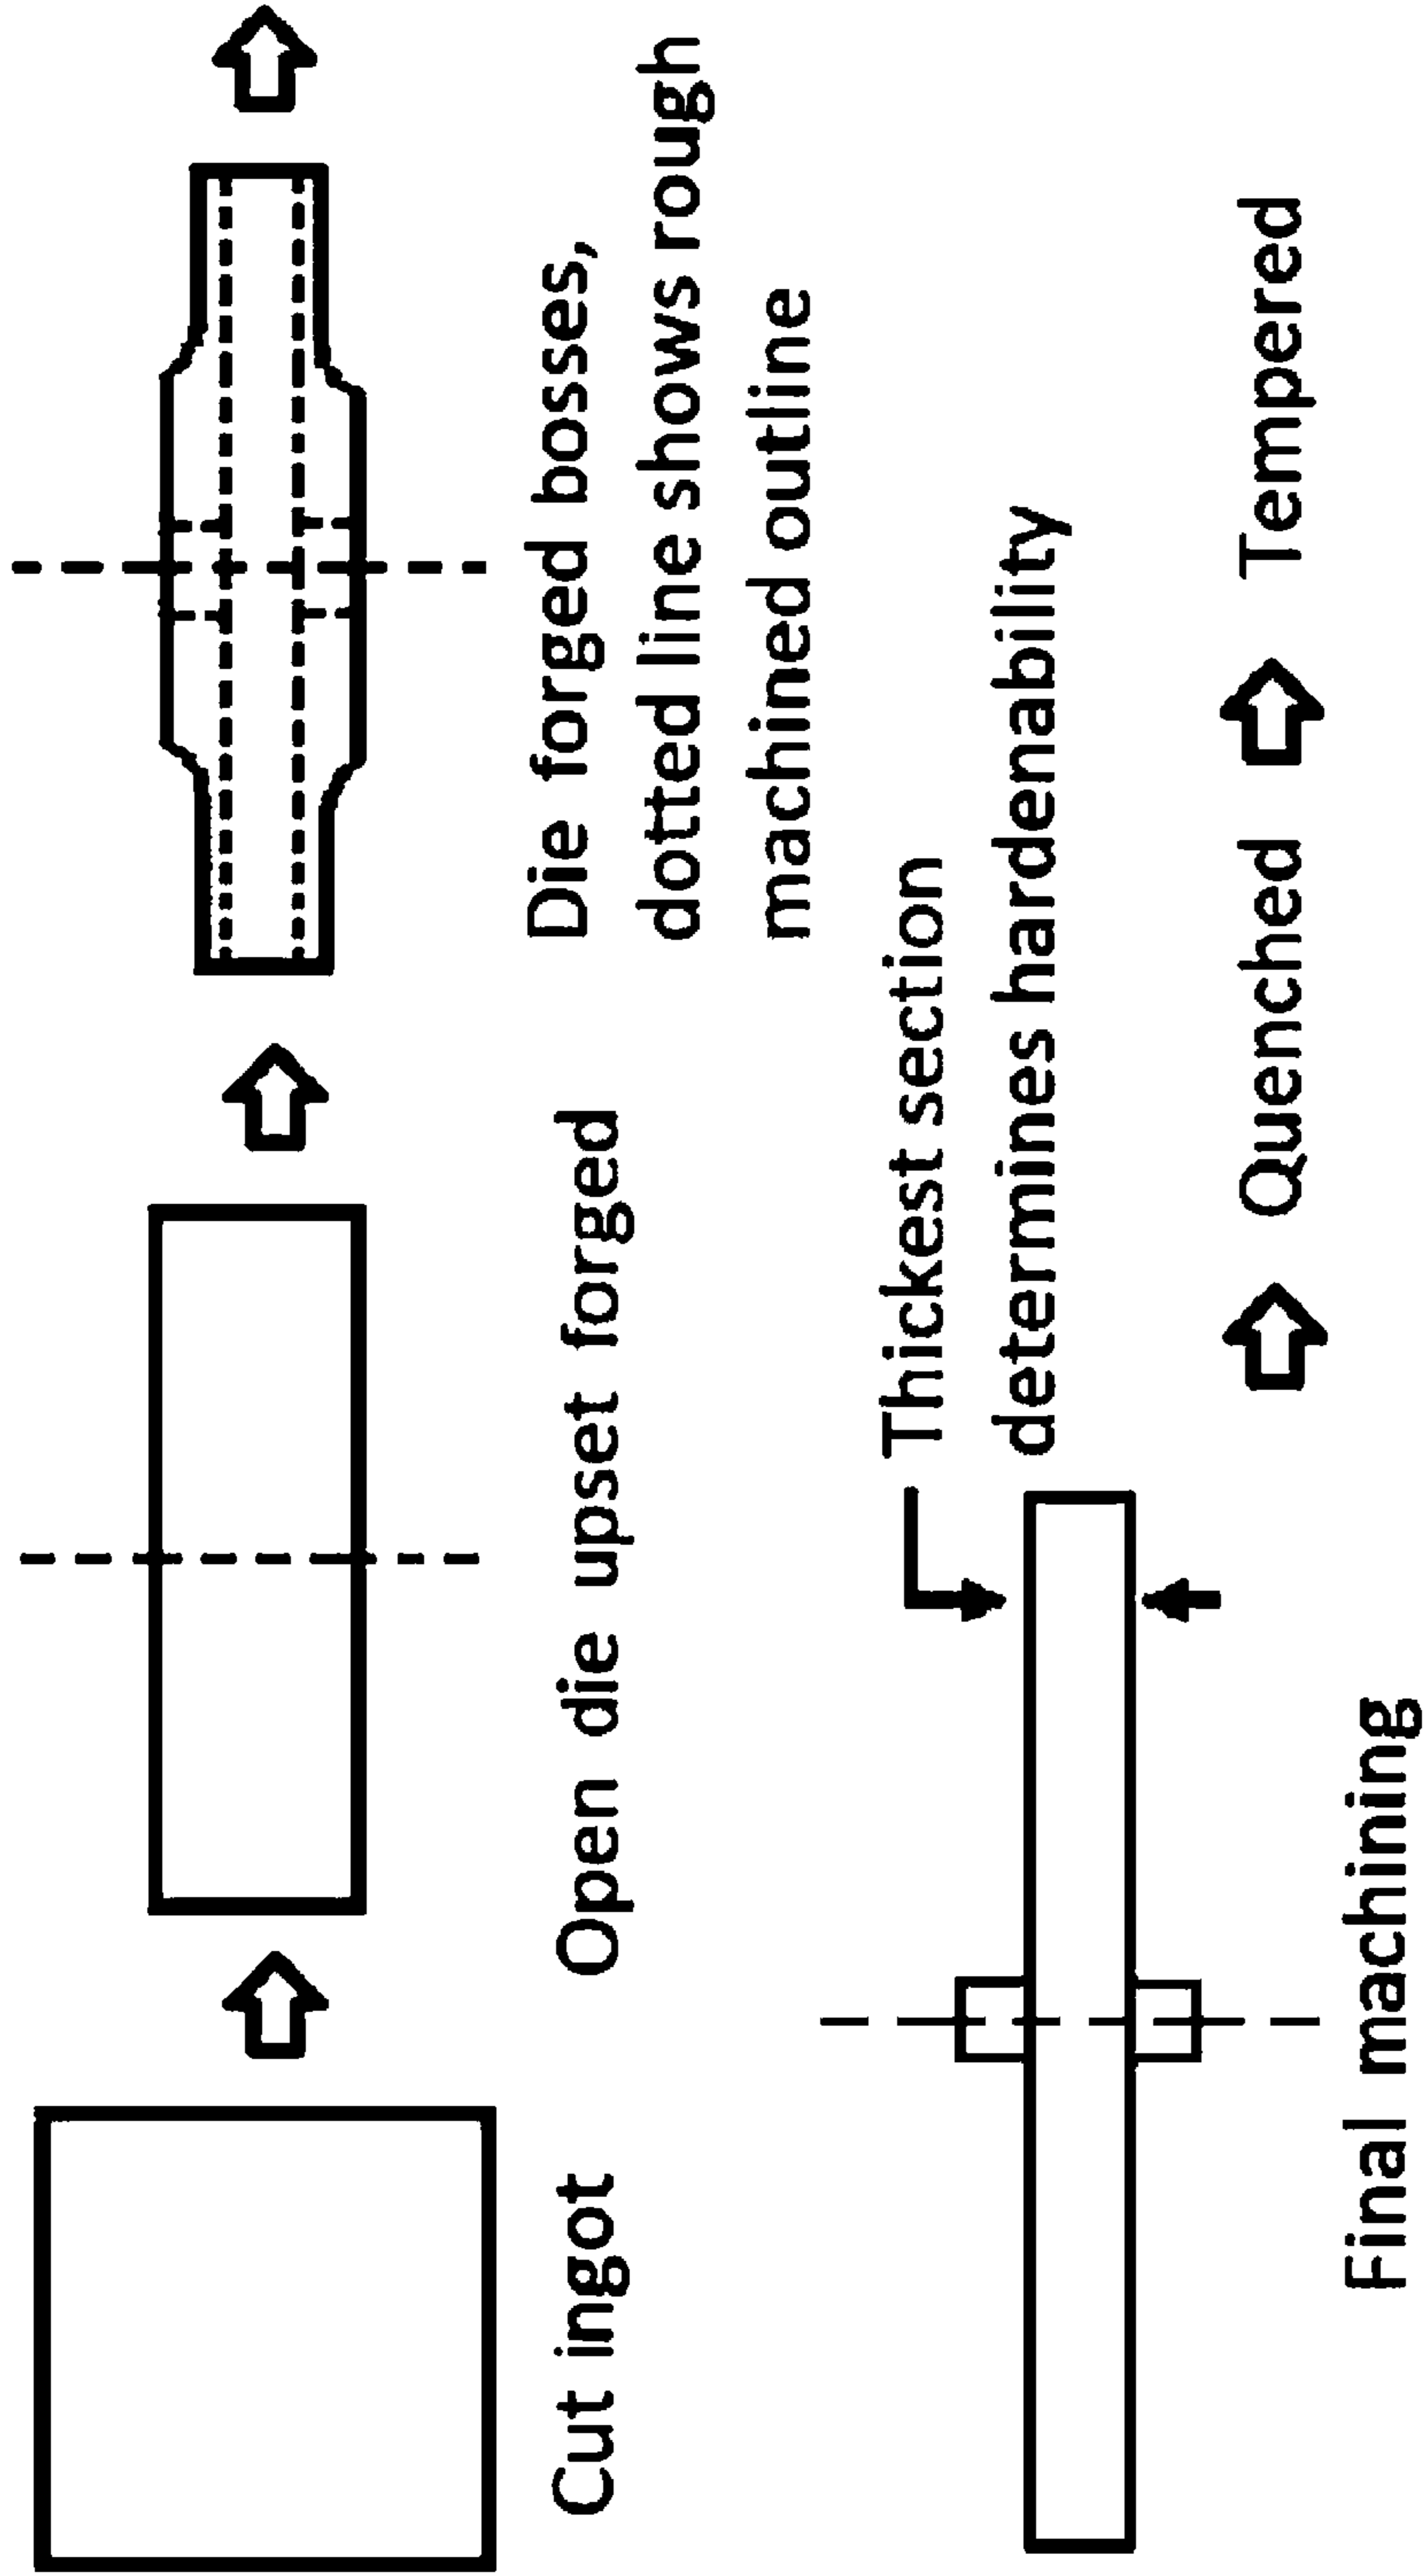 Cut ingot
Open die upset forged
Die forged bosses,
dotted line shows rough
machined outline
Thickest section
determines hardenability
Final machining
Quenched
Tempered